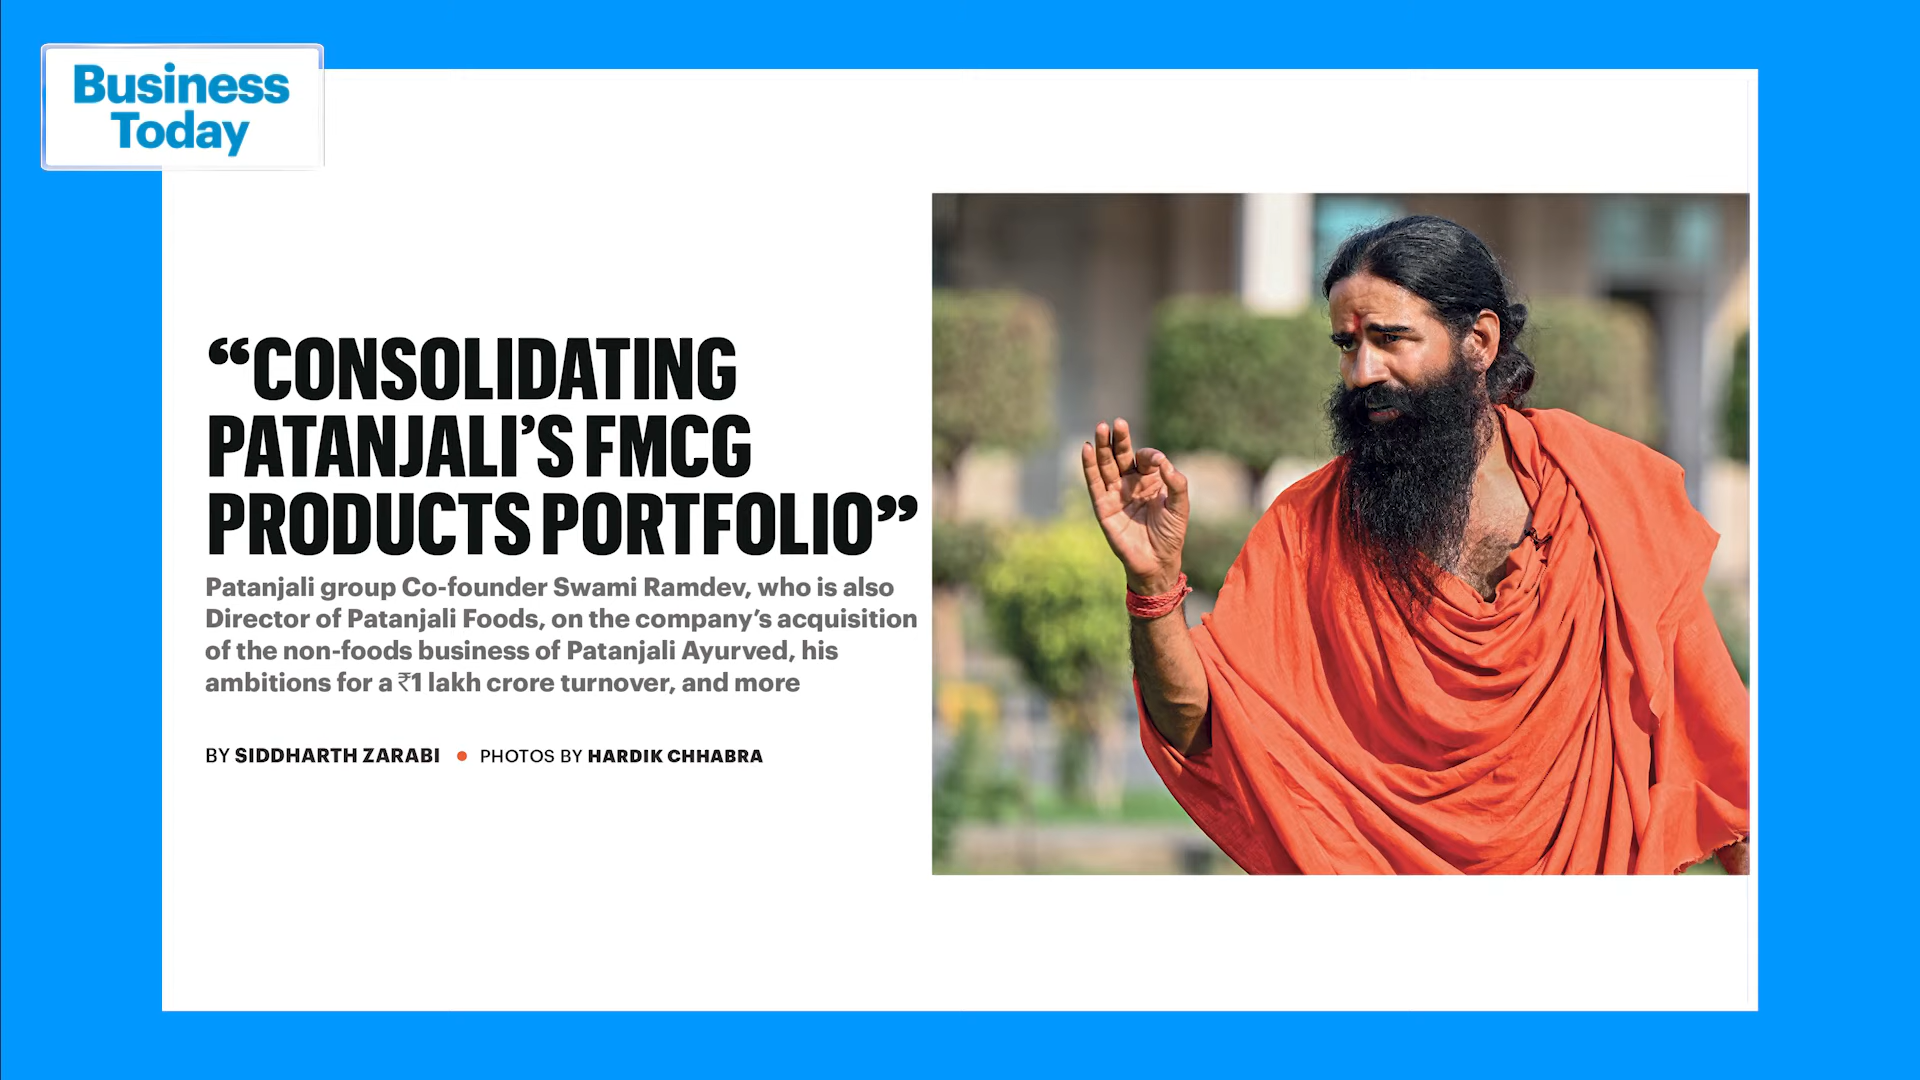 Business
Today
“CONSOLIDATING
PATANJALI’S FMCG
PRODUCTS PORTFOLIO”
Patanjali group Co-founder Swami Ramdev, who is also
Director of Patanjali Foods, on the company’s acquisition
of the non-foods business of Patanjali Ayurved, his
ambitions for a ₹1 lakh crore turnover, and more
BY SIDDHARTH ZARABI ● PHOTOS BY HARDIK CHHABRA